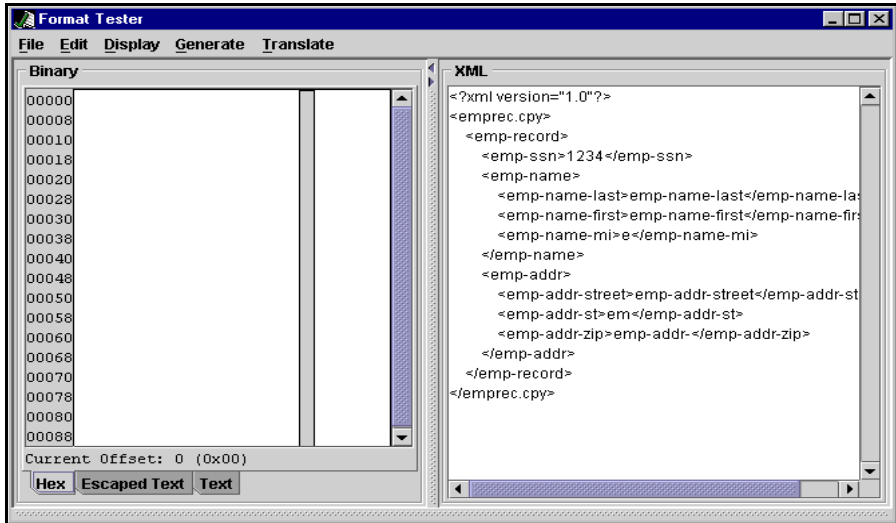 Format Tester
File Edit Display Generate Translate
Binary
00000
00008
00010
00018
00020
00028
00030
00038
00040
00048
00050
00058
00060
00068
00070
00078
00080
00088
Current Offset: 0 (0x00)
Hex Escaped Text Text
XML
<?xml version="1.0"?>
<emprec.cpy>
<emp-record>
<emp-ssn>1234</emp-ssn>
<emp-name>
<emp-name-last>emp-name-last</emp-name-las
<emp-name-first>emp-name-first</emp-name-firs
<emp-name-mi>e</emp-name-mi>
</emp-name>
<emp-addr>
<emp-addr-street>emp-addr-street</emp-addr-st
<emp-addr-st>em</emp-addr-st>
<emp-addr-zip>emp-addr-</emp-addr-zip>
</emp-addr>
</emp-record>
</emprec.cpy>